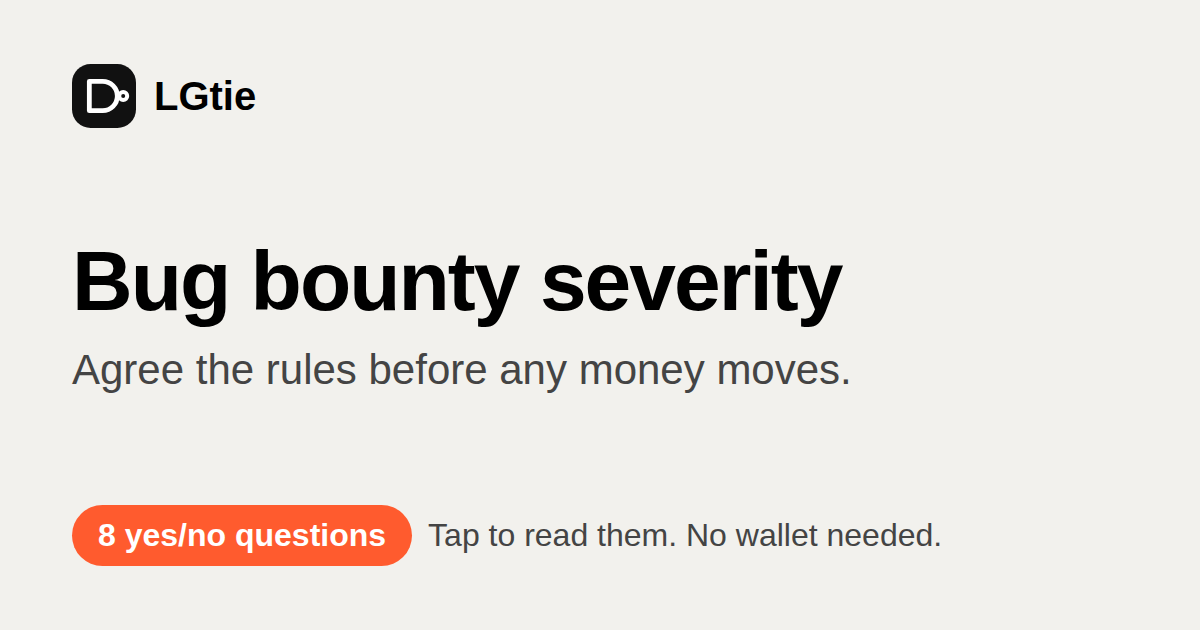 LGtie
Bug bounty severity
Agree the rules before any money moves.
8 yes/no questions Tap to read them. No wallet needed.